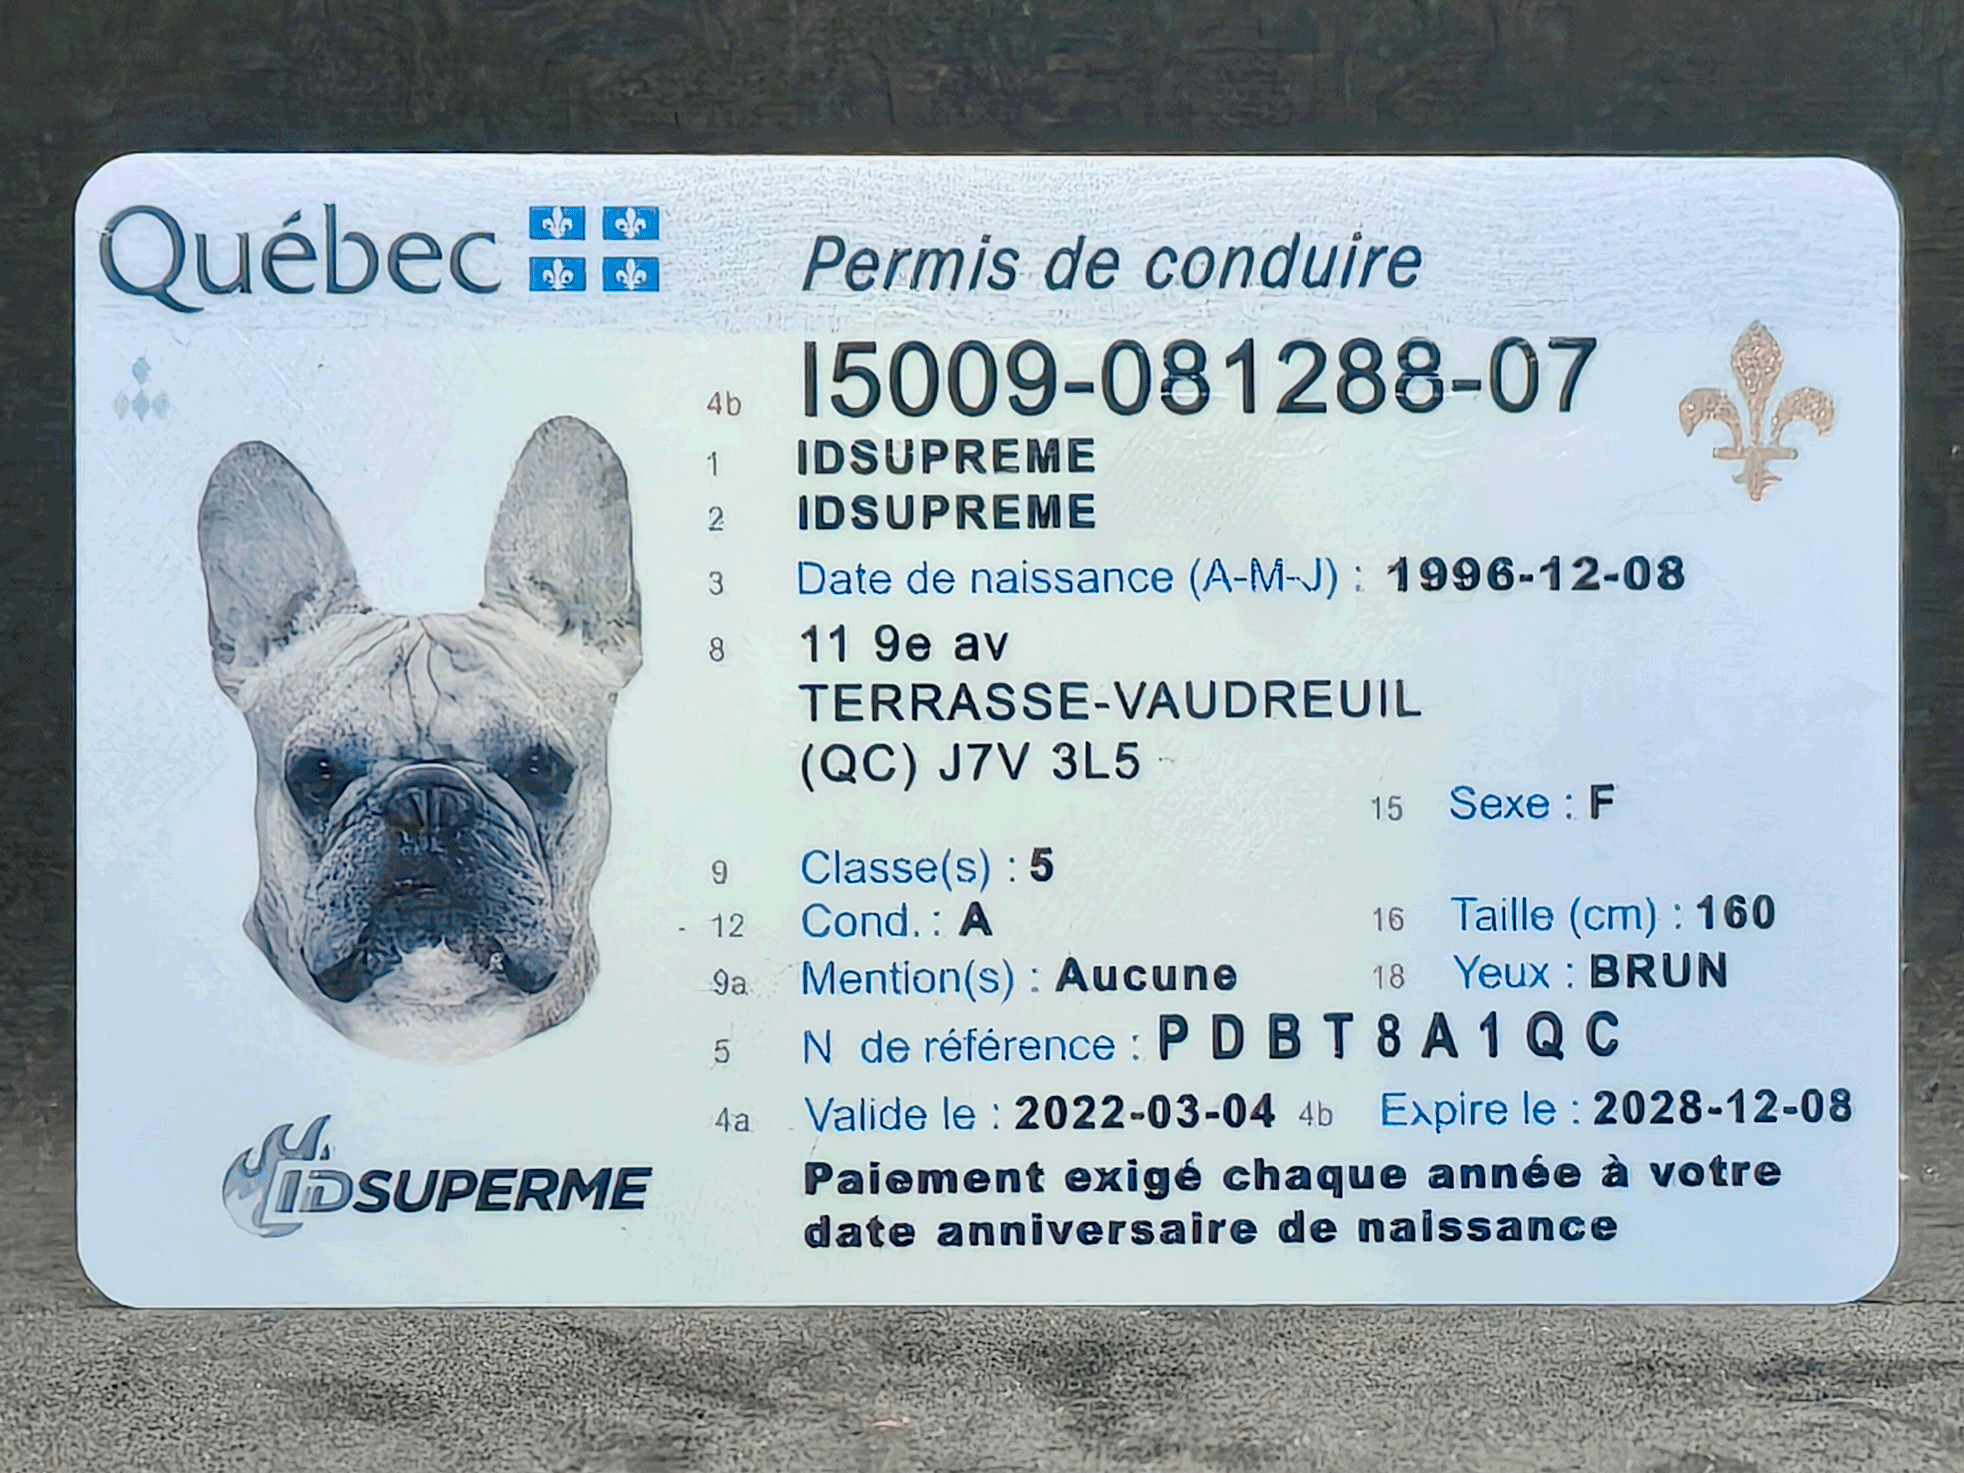 Québec
Permis de conduire
4b I5009-081288-07
1 IDSUPREME
2 IDSUPREME
3 Date de naissance (A-M-J) : 1996-12-08
8 11 9e av
TERRASSE-VAUDREUIL
(QC) J7V 3L5
15 Sexe : F
9 Classe(s) : 5
12 Cond. : A 16 Taille (cm) : 160
9a Mention(s) : Aucune 18 Yeux : BRUN
5 N de référence : P D B T 8 A 1 Q C
4a Valide le : 2022-03-04 4b Expire le : 2028-12-08
Paiement exigé chaque année à votre
date anniversaire de naissance
IDSUPERME